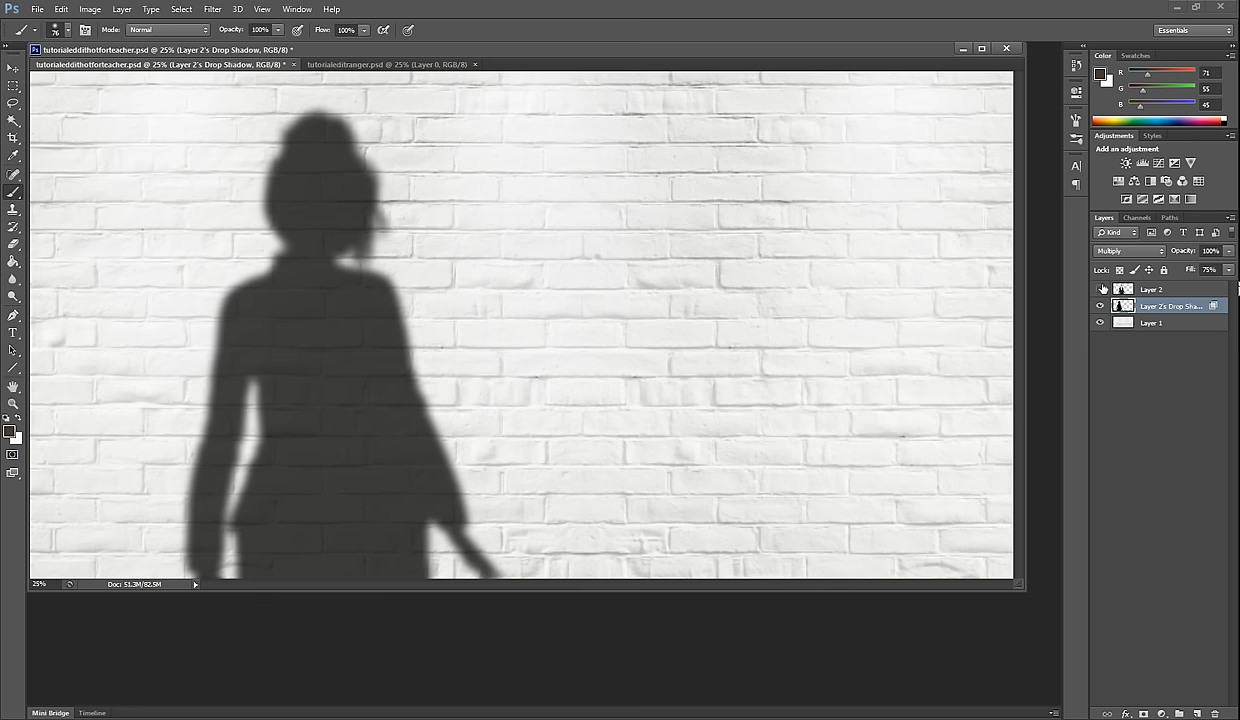 Ps File Edit Image Layer Type Select Filter 3D View Window Help
76 Mode: Normal Opacity: 100% Flow: 100% Essentials
tutorialeddithotforteacher.psd @ 25% (Layer 2's Drop Shadow, RGB/8) *
tutorialeddithotforteacher.psd @ 25% (Layer 2's Drop Shadow, RGB/8) * × tutorialeditranger.psd @ 25% (Layer 0, RGB/8) ×
Color Swatches
R 71
G 55
B 45
Adjustments Styles
Add an adjustment
Layers Channels Paths
Kind
Multiply Opacity: 100%
Lock: Fill: 75%
Layer 2
Layer 2's Drop Sha...
Layer 1
25% Doc: 51.3M/82.5M
Mini Bridge Timeline